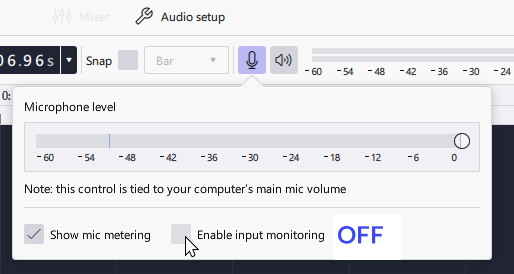 Mixer Audio setup
06.96s Snap Bar -60 -54 -48 -42 -36 -30 -24
0:
Microphone level
-60 -54 -48 -42 -36 -30 -24 -18 -12 -6 0
Note: this control is tied to your computer's main mic volume
Show mic metering Enable input monitoring OFF